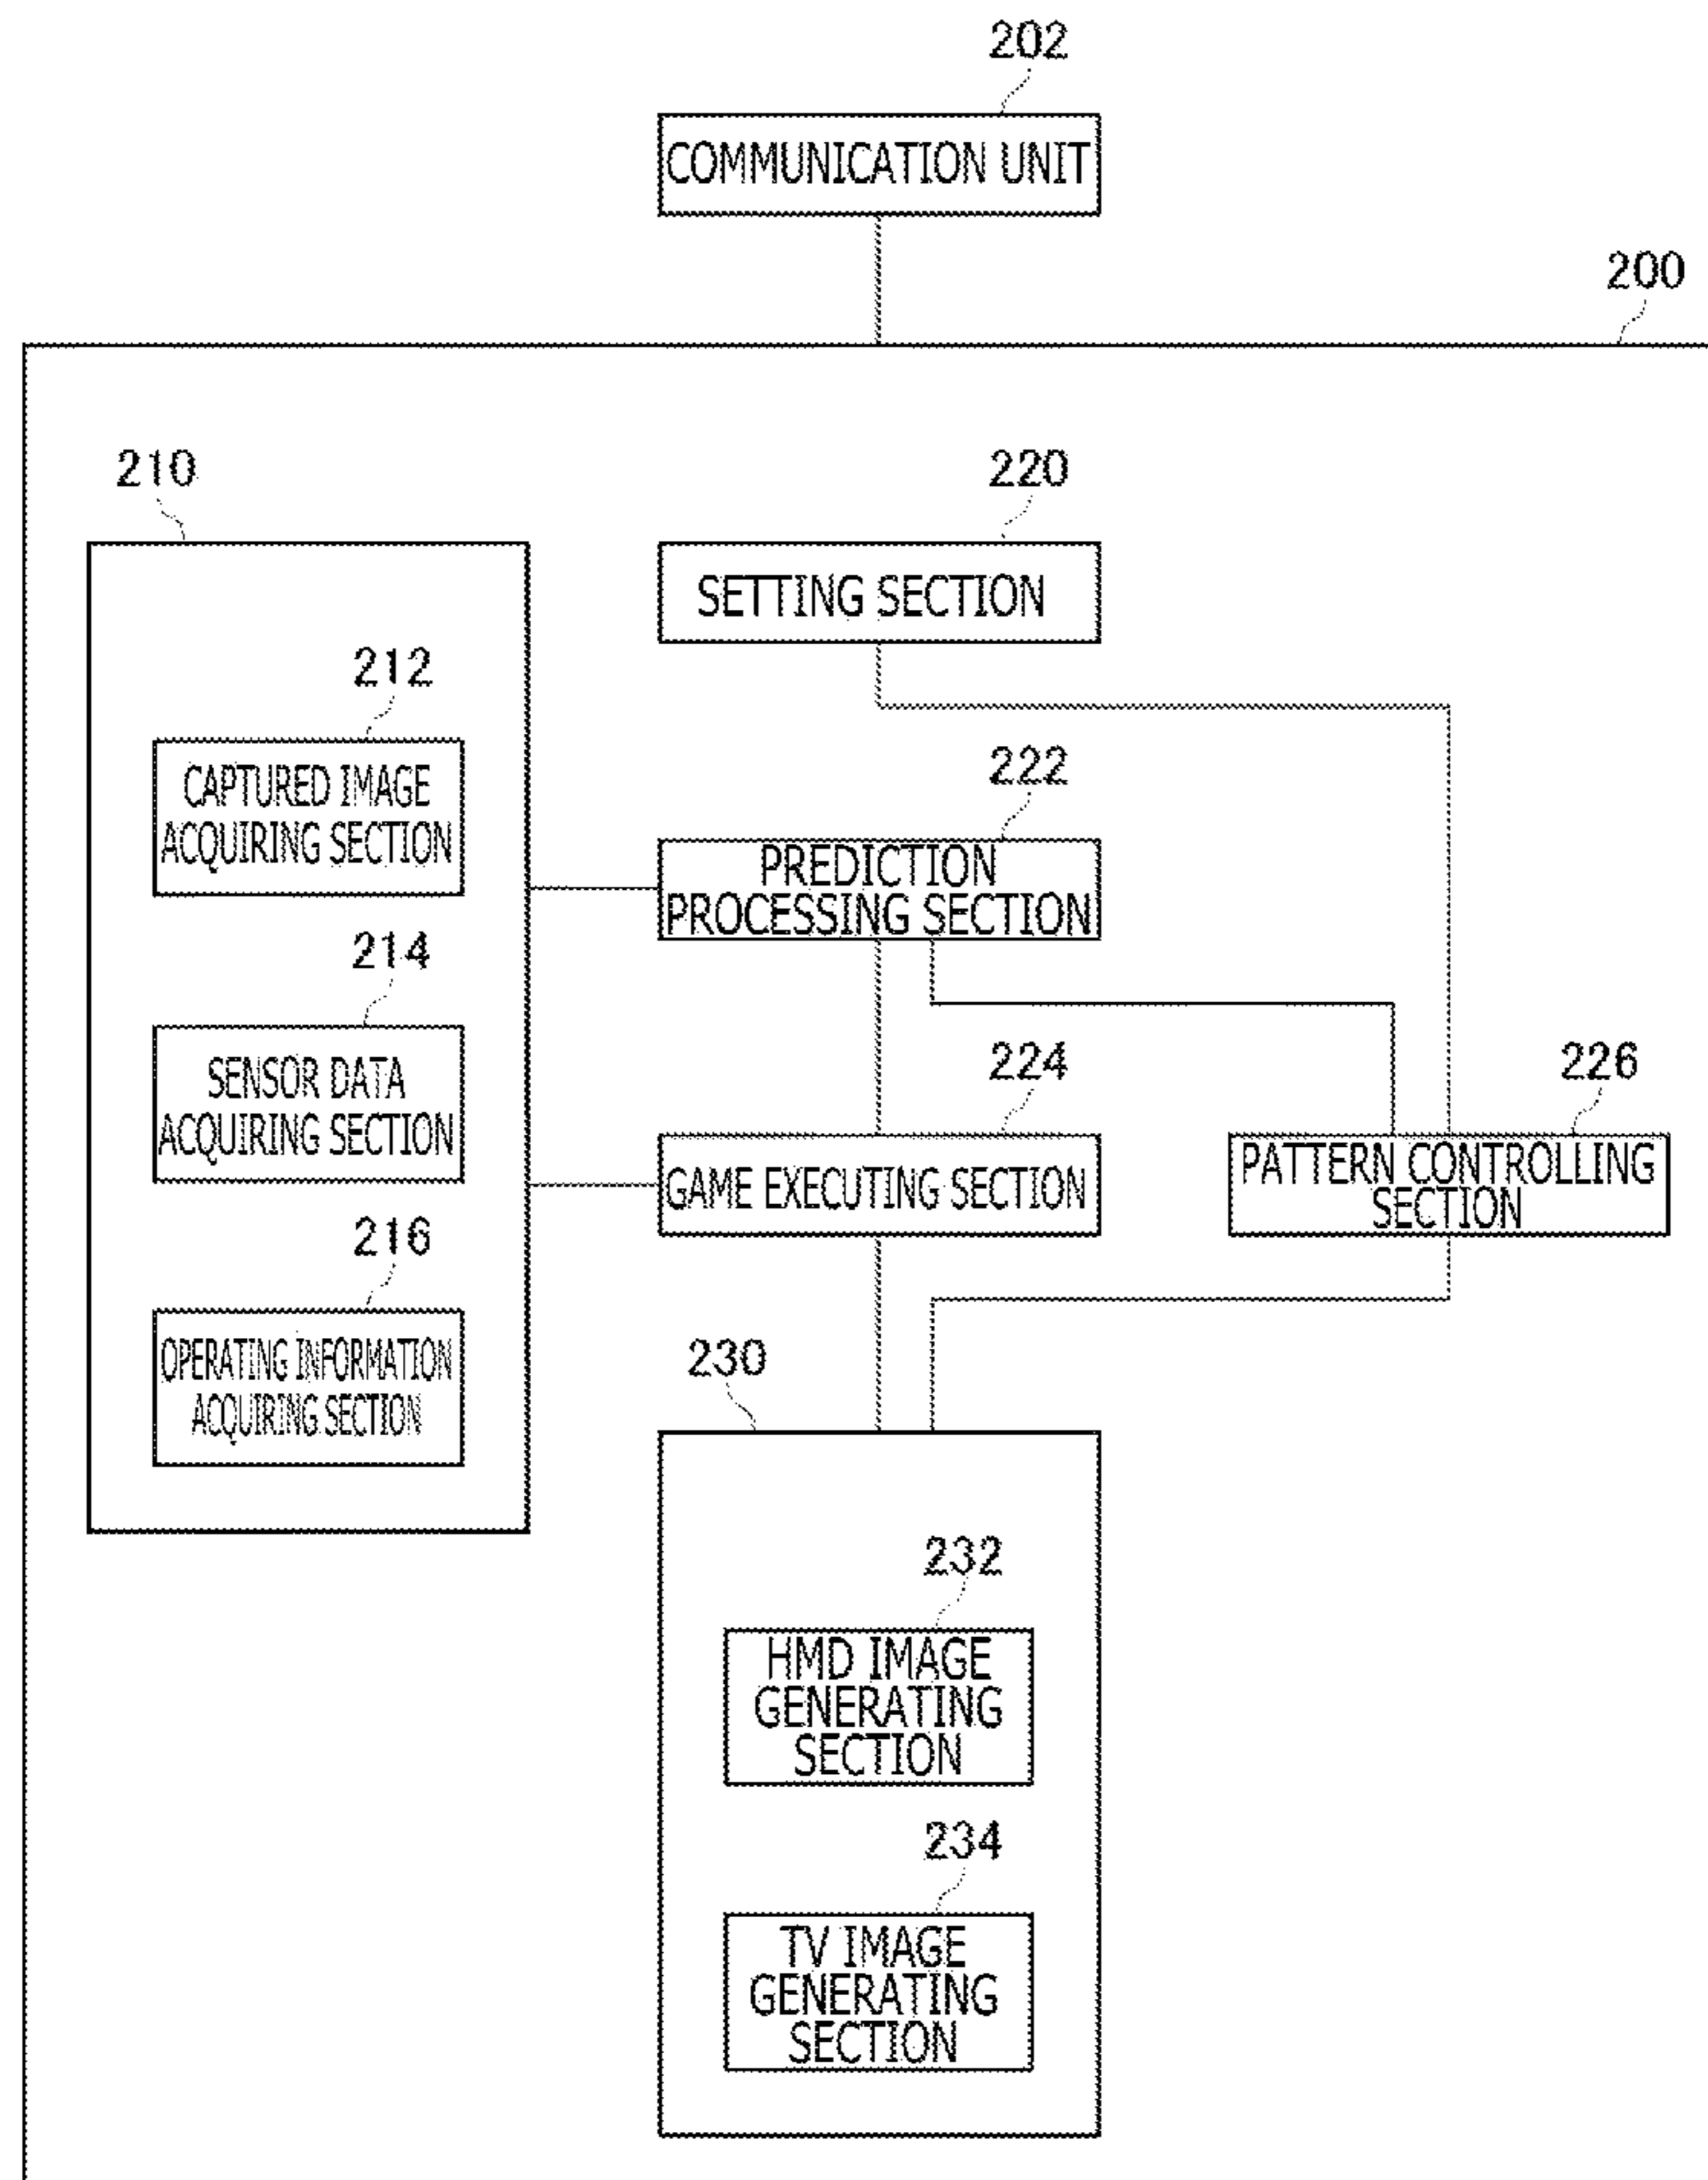 202
COMMUNICATION UNIT
200
210
220
SETTING SECTION
212
CAPTURED IMAGE
ACQUIRING SECTION
222
PREDICTION
PROCESSING SECTION
214
SENSOR DATA
ACQUIRING SECTION
224
GAME EXECUTING SECTION
226
PATTERN CONTROLLING
SECTION
216
OPERATING INFORMATION
ACQUIRING SECTION
230
232
HMD IMAGE
GENERATING
SECTION
234
TV IMAGE
GENERATING
SECTION